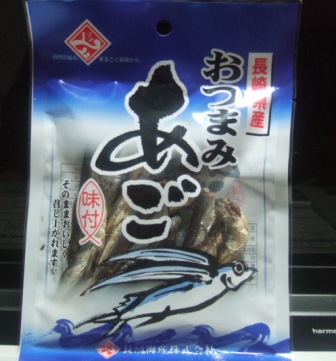 長崎県産
おつまみ
あご
味付
そのままおいしく
召し上がれます。
harma